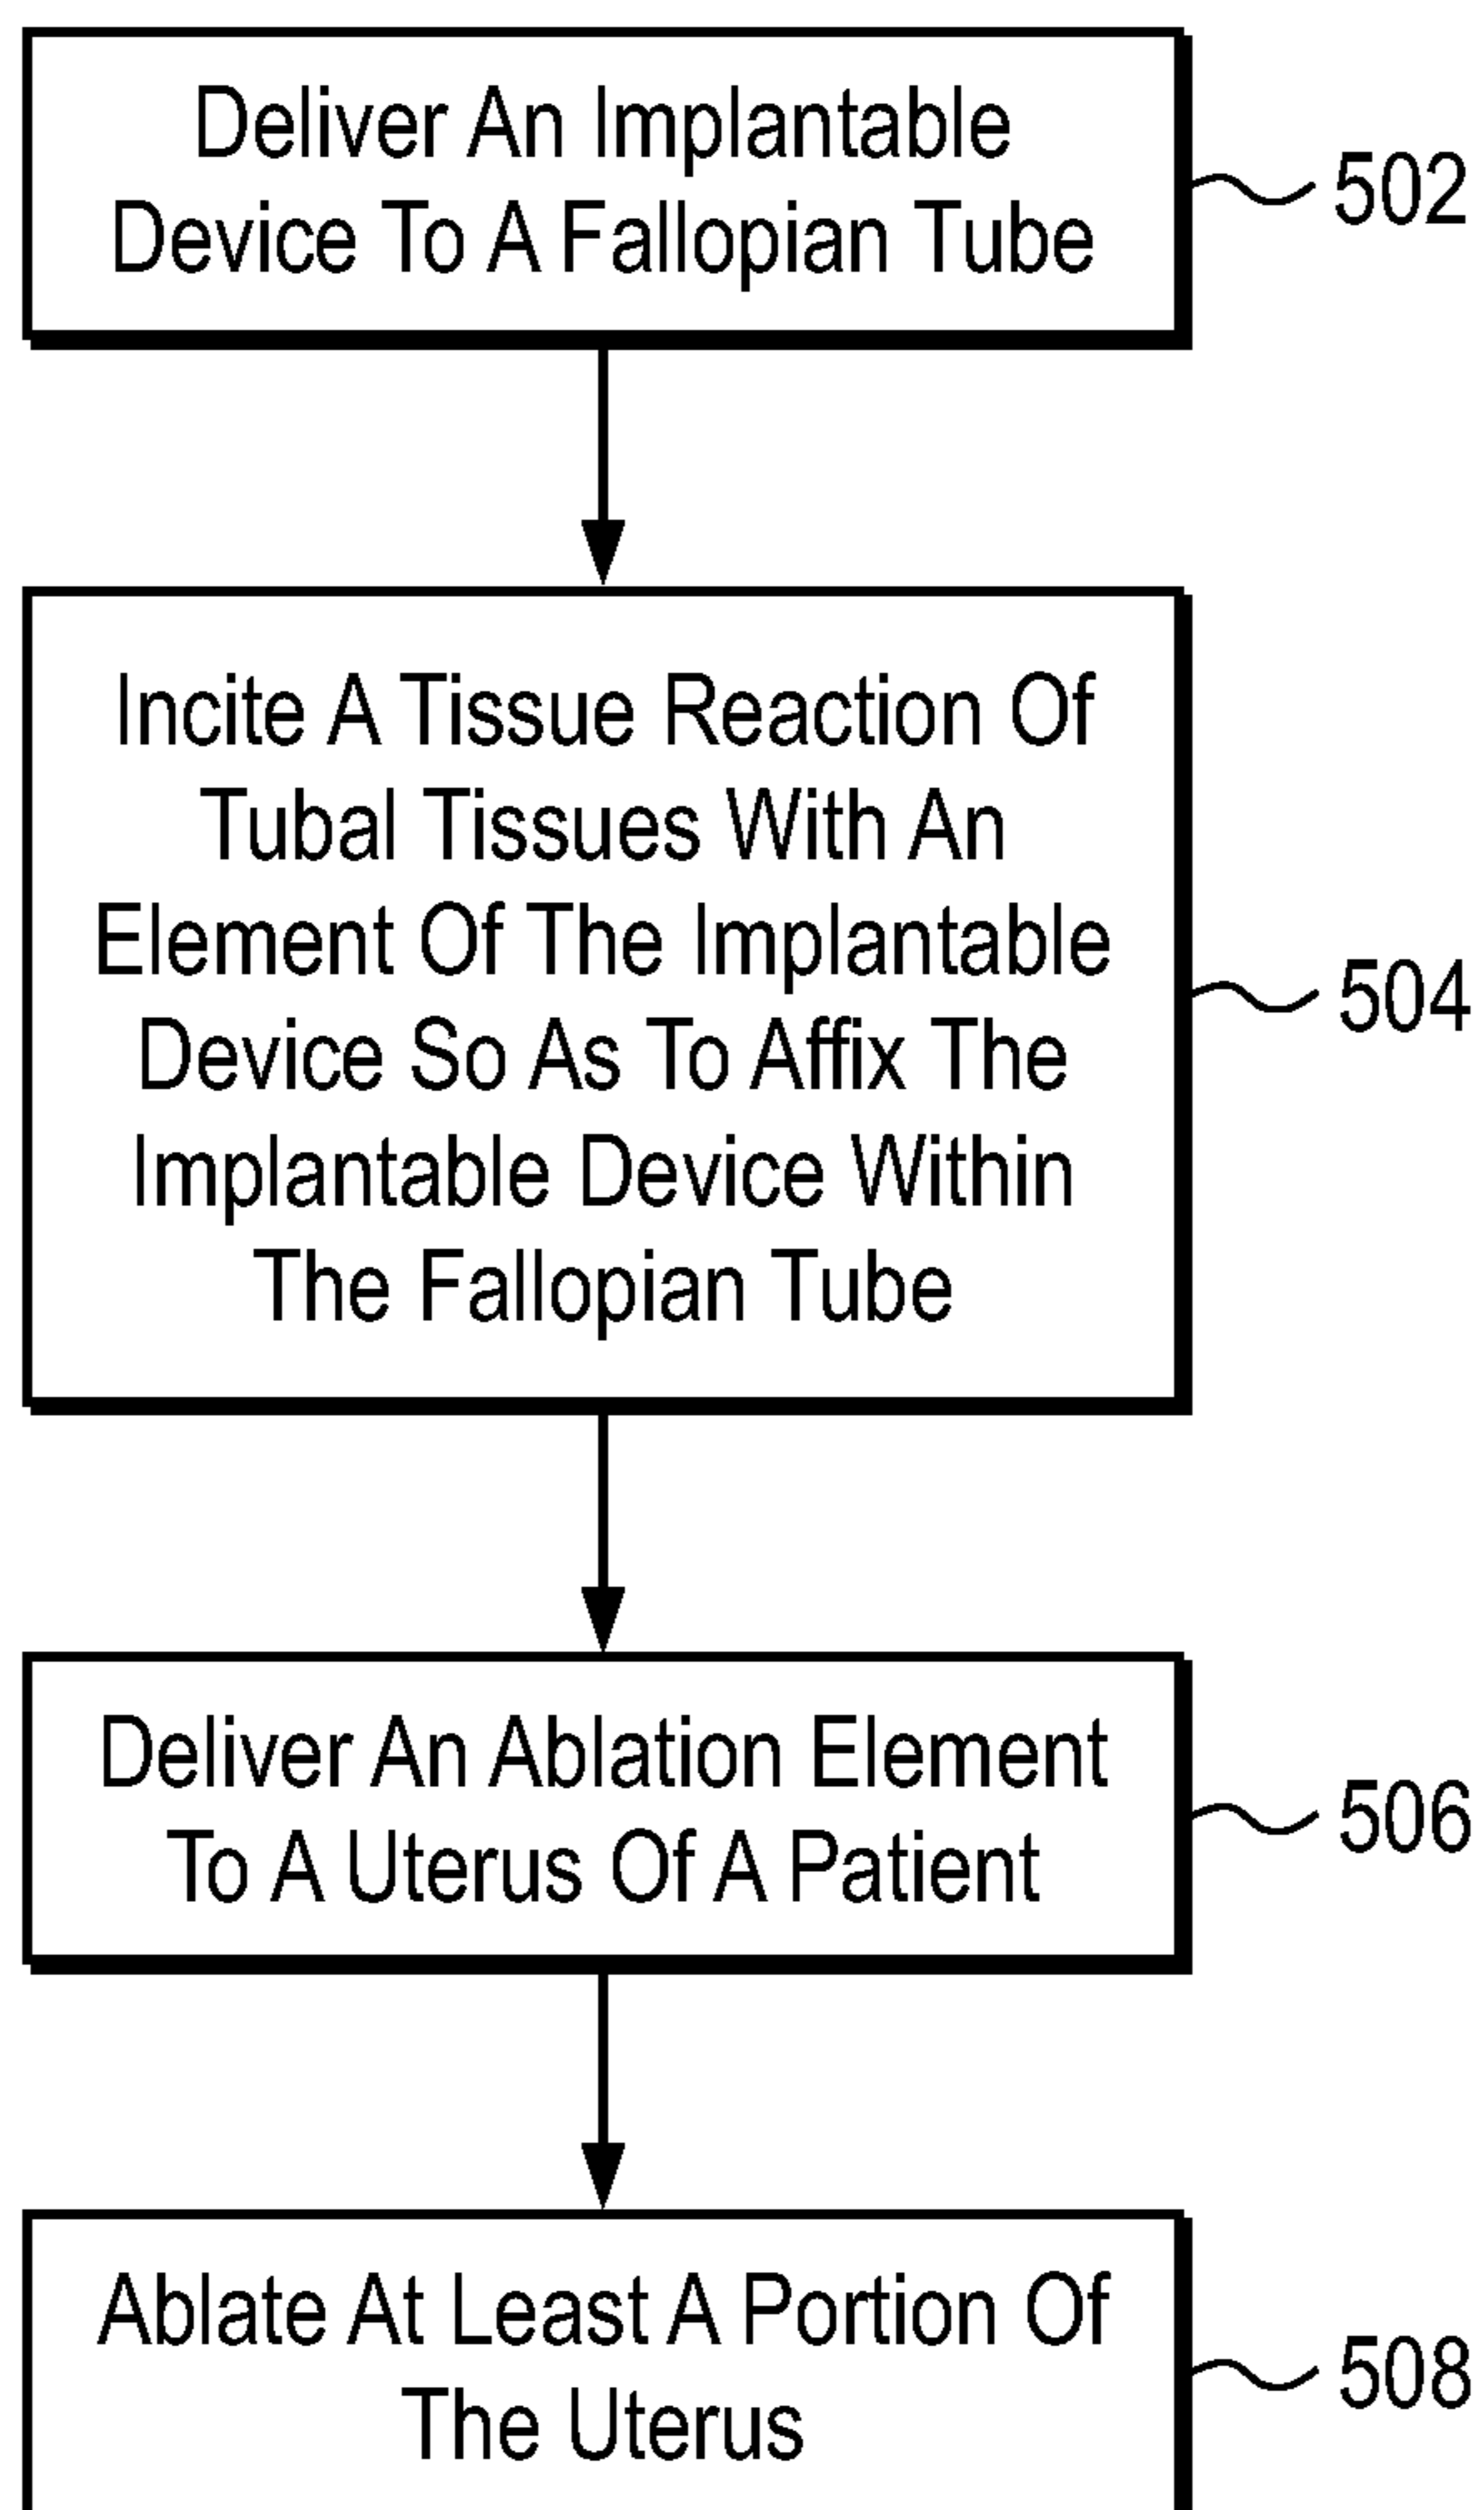 Deliver An Implantable
Device To A Fallopian Tube
502
Incite A Tissue Reaction Of
Tubal Tissues With An
Element Of The Implantable
Device So As To Affix The
Implantable Device Within
The Fallopian Tube
504
Deliver An Ablation Element
To A Uterus Of A Patient
506
Ablate At Least A Portion Of
The Uterus
508